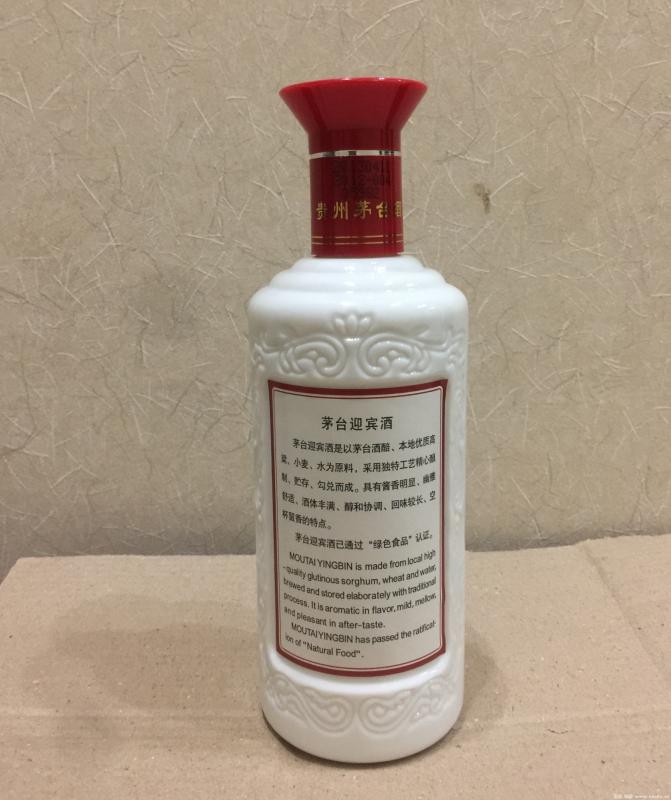 贵州茅台酒
茅台迎宾酒
茅台迎宾酒是以茅台酒醅、本地优质高
粱、小麦、水为原料，采用独特工艺精心酿
制、贮存、勾兑而成。具有酱香明显、幽雅
舒适、酒体丰满、醇和协调、回味较长、空
杯留香的特点。
茅台迎宾酒已通过“绿色食品”认证。
MOUTAI YINGBIN is made from local high
-quality glutinous sorghum, wheat and water,
brewed and stored elaborately with traditional
process. It is aromatic in flavor, mild, mellow,
and pleasant in after-taste.
MOUTAI YINGBIN has passed the ratificat-
ion of "Natural Food".